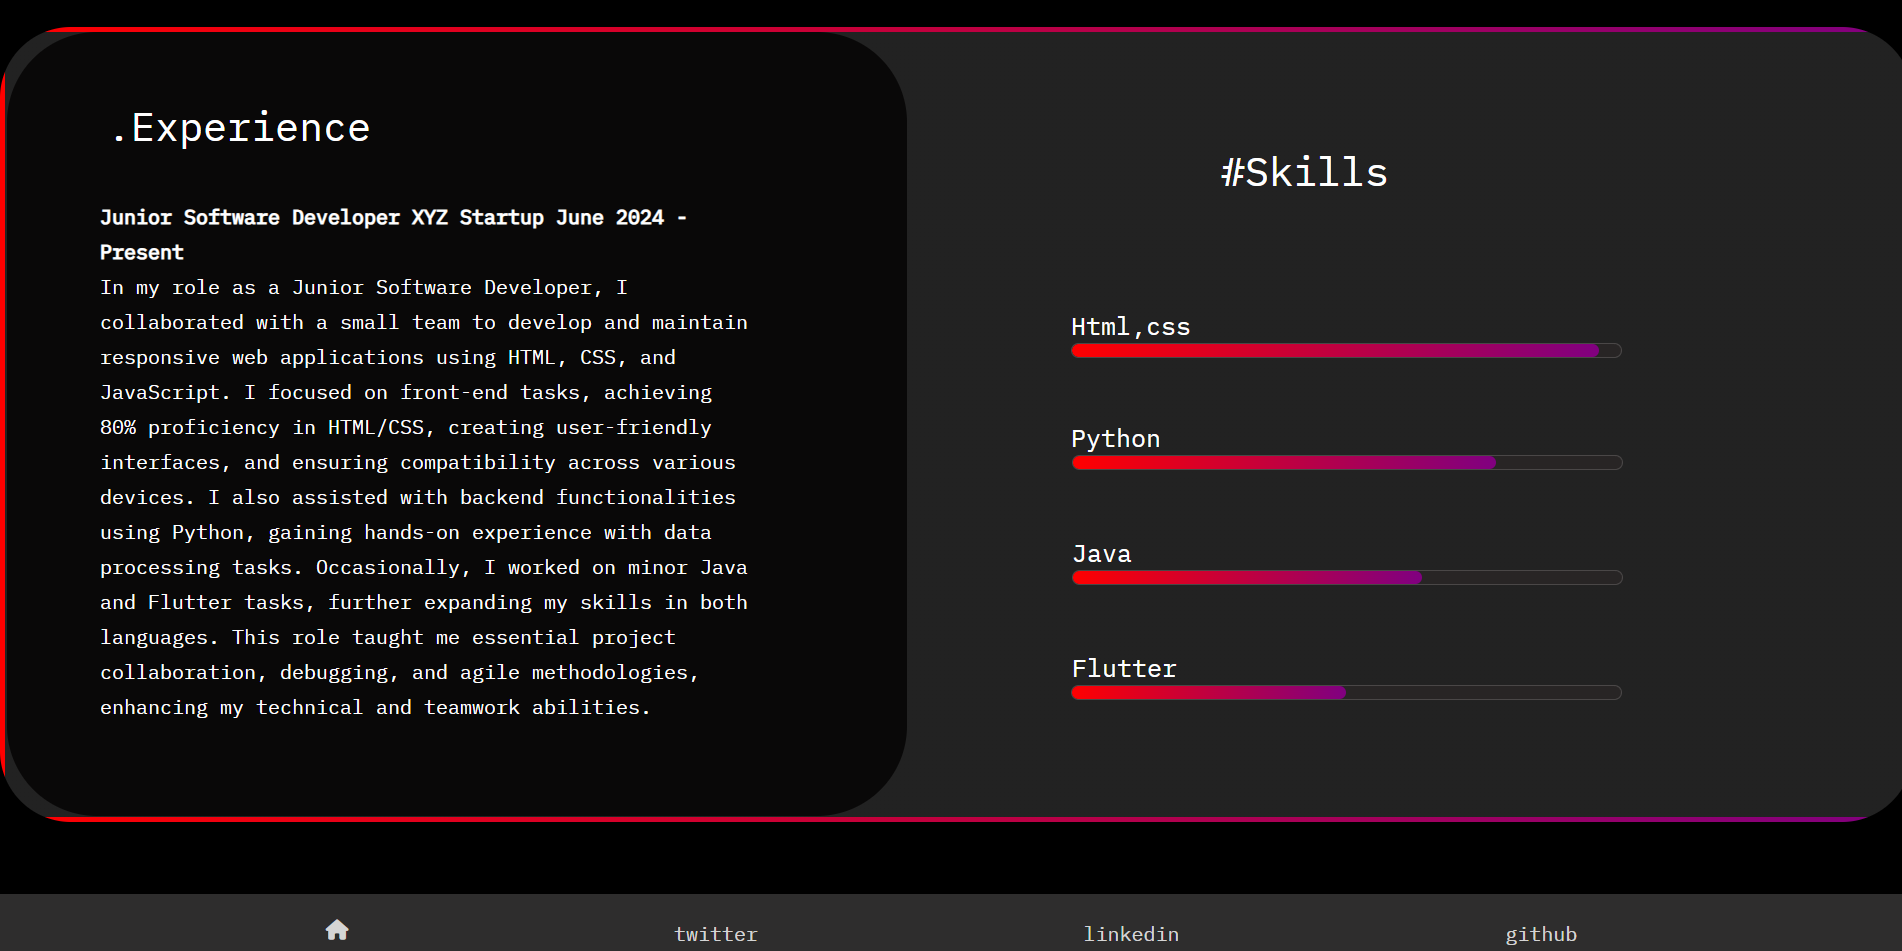 .Experience
Junior Software Developer XYZ Startup June 2024 -
Present
In my role as a Junior Software Developer, I
collaborated with a small team to develop and maintain
responsive web applications using HTML, CSS, and
JavaScript. I focused on front-end tasks, achieving
80% proficiency in HTML/CSS, creating user-friendly
interfaces, and ensuring compatibility across various
devices. I also assisted with backend functionalities
using Python, gaining hands-on experience with data
processing tasks. Occasionally, I worked on minor Java
and Flutter tasks, further expanding my skills in both
languages. This role taught me essential project
collaboration, debugging, and agile methodologies,
enhancing my technical and teamwork abilities.
#Skills
Html,css
Python
Java
Flutter
twitter
linkedin
github